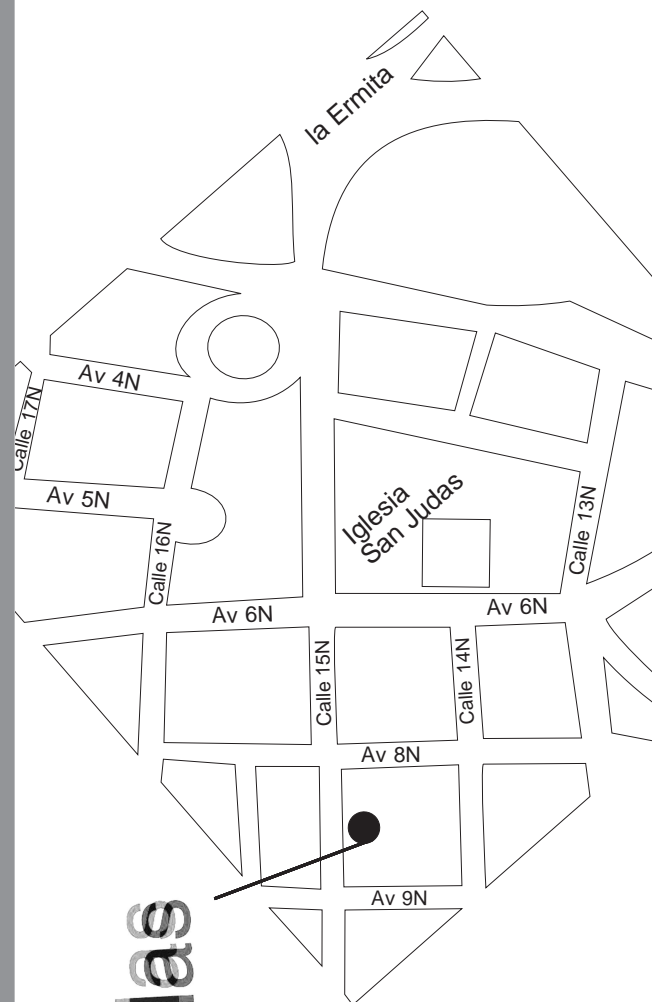 la Ermita
Av 4N
Calle 17N
Av 5N
Iglesia
San Judas
Calle 13N
Calle 16N
Av 6N
Av 6N
Calle 15N
Calle 14N
Av 8N
Av 9N